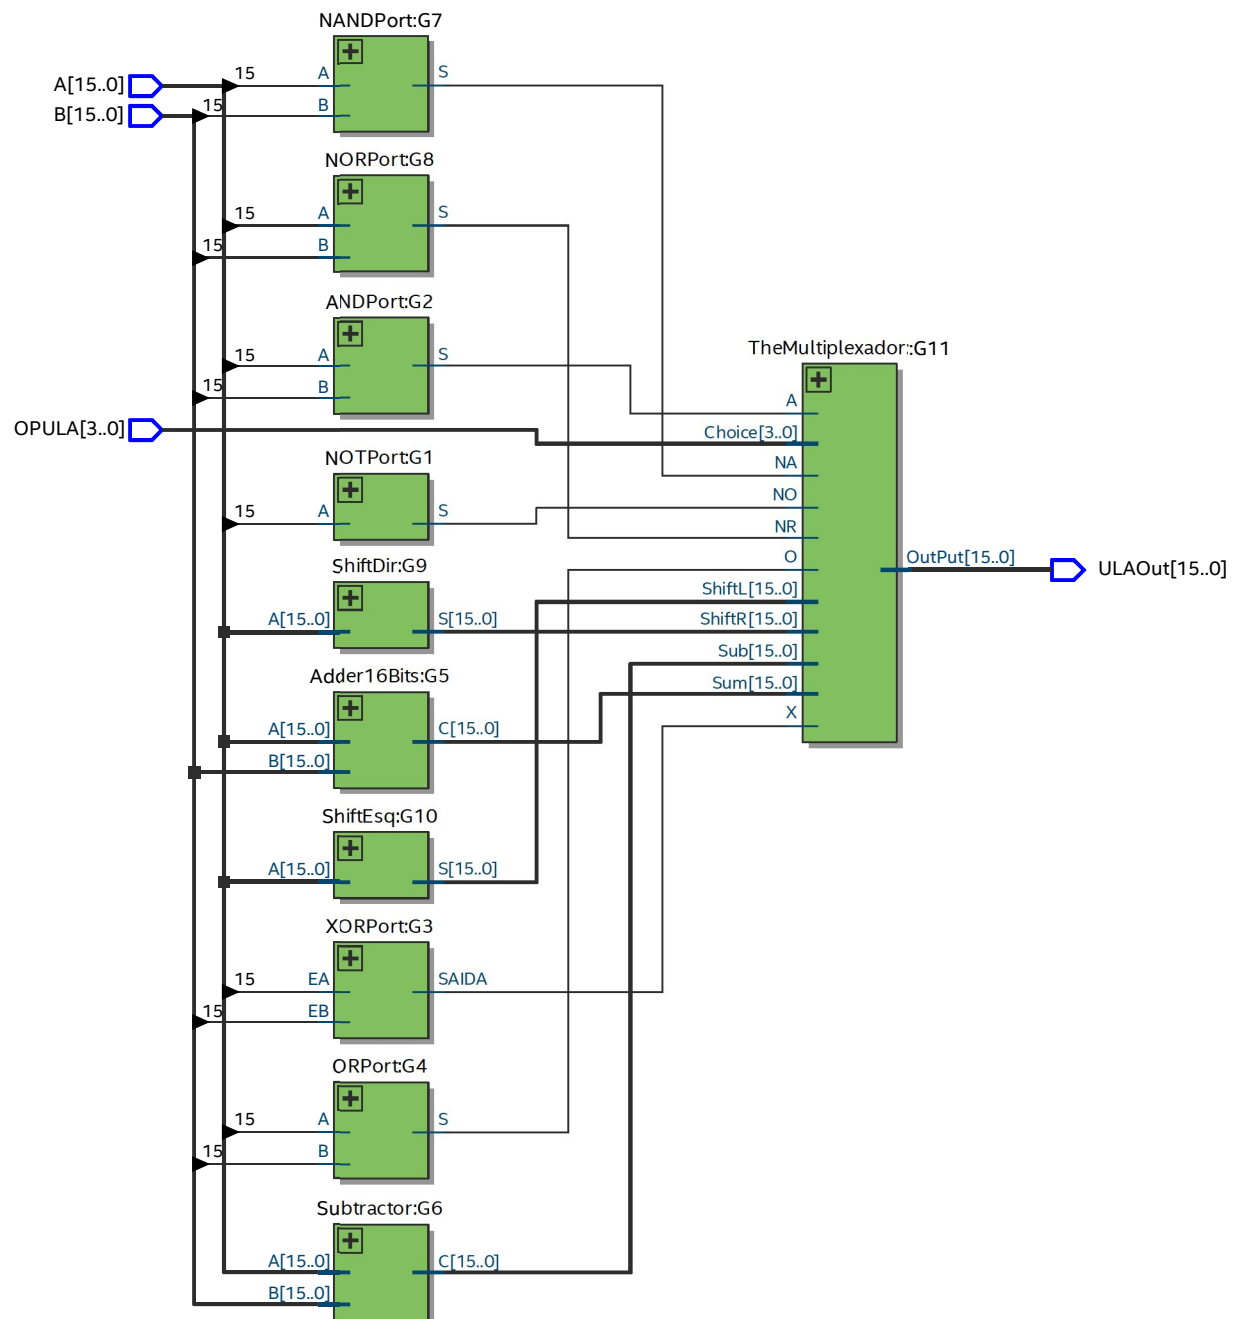 NANDPort:G7
A[15..0] 15 A S
B[15..0] 15 B
NORPort:G8
15 A S
15 B
ANDPort:G2
15 A S
15 B
OPULA[3..0]
NOTPort:G1
15 A S
ShiftDir:G9
A[15..0] S[15..0]
Adder16Bits:G5
A[15..0] C[15..0]
B[15..0]
ShiftEsq:G10
A[15..0] S[15..0]
XORPort:G3
15 EA SAIDA
15 EB
ORPort:G4
15 A S
15 B
Subtractor:G6
A[15..0] C[15..0]
B[15..0]
TheMultiplexador::G11
A
Choice[3..0]
NA
NO
NR
O
ShiftL[15..0]
ShiftR[15..0]
Sub[15..0]
Sum[15..0]
X
OutPut[15..0] ULAOut[15..0]